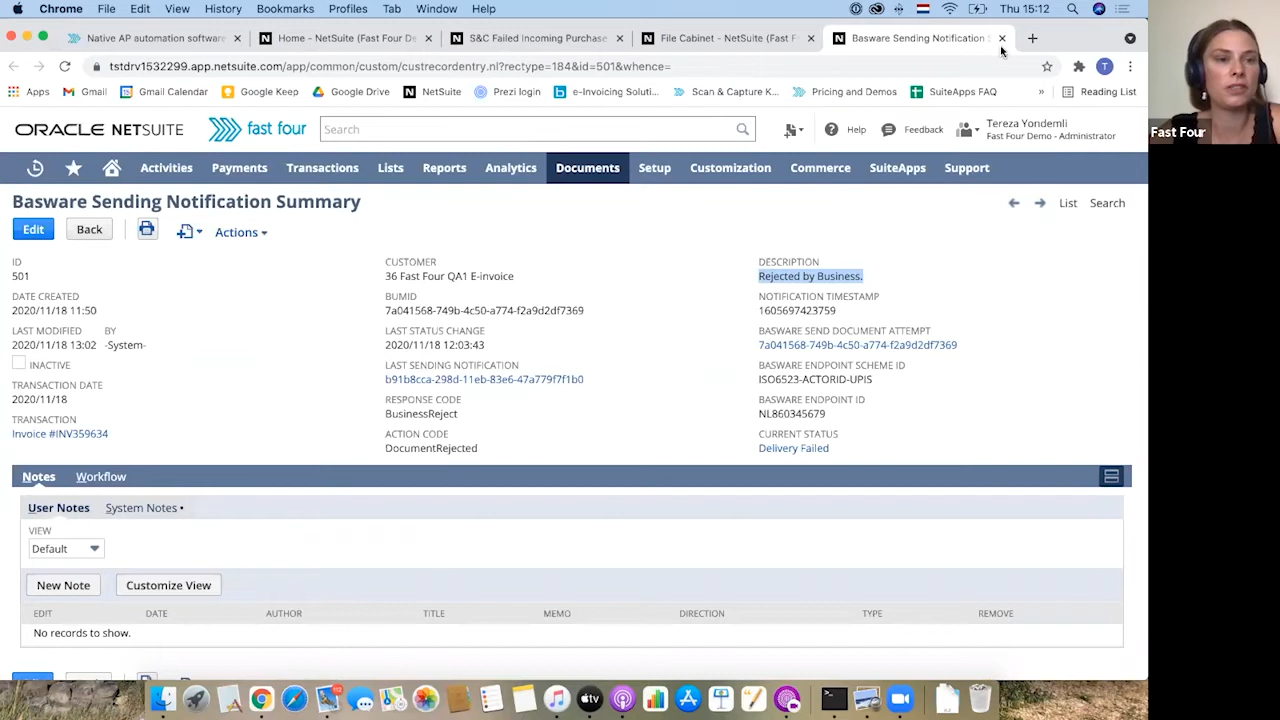 Chrome File Edit View History Bookmarks Profiles Tab Window Help Thu 15:12
Native AP automation software Home – NetSuite (Fast Four De S&C Failed Incoming Purchase File Cabinet - NetSuite (Fast F Basware Sending Notification S
tstdrv1532299.app.netsuite.com/app/common/custom/custrecordentry.nl?rectype=184&id=501&whence=
T
Apps Gmail Google Calendar Google Keep Google Drive NetSuite Prezi login e-Invoicing Soluti... Scan & Capture K... Pricing and Demos SuiteApps FAQ » Reading List
ORACLE NETSUITE fast four Search Help Feedback Tereza Yondemli
Fast Four Demo - Administrator
Fast Four
Activities Payments Transactions Lists Reports Analytics Documents Setup Customization Commerce SuiteApps Support
Basware Sending Notification Summary
List Search
Edit Back Actions
ID
501
DATE CREATED
2020/11/18 11:50
LAST MODIFIED BY
2020/11/18 13:02 -System-
INACTIVE
TRANSACTION DATE
2020/11/18
TRANSACTION
Invoice #INV359634
CUSTOMER
36 Fast Four QA1 E-invoice
BUMID
7a041568-749b-4c50-a774-f2a9d2df7369
LAST STATUS CHANGE
2020/11/18 12:03:43
LAST SENDING NOTIFICATION
b91b8cca-298d-11eb-83e6-47a779f7f1b0
RESPONSE CODE
BusinessReject
ACTION CODE
DocumentRejected
DESCRIPTION
Rejected by Business.
NOTIFICATION TIMESTAMP
1605697423759
BASWARE SEND DOCUMENT ATTEMPT
7a041568-749b-4c50-a774-f2a9d2df7369
BASWARE ENDPOINT SCHEME ID
ISO6523-ACTORID-UPIS
BASWARE ENDPOINT ID
NL860345679
CURRENT STATUS
Delivery Failed
Notes Workflow
User Notes System Notes •
VIEW
Default
New Note Customize View
EDIT DATE AUTHOR TITLE MEMO DIRECTION TYPE REMOVE
No records to show.
tv